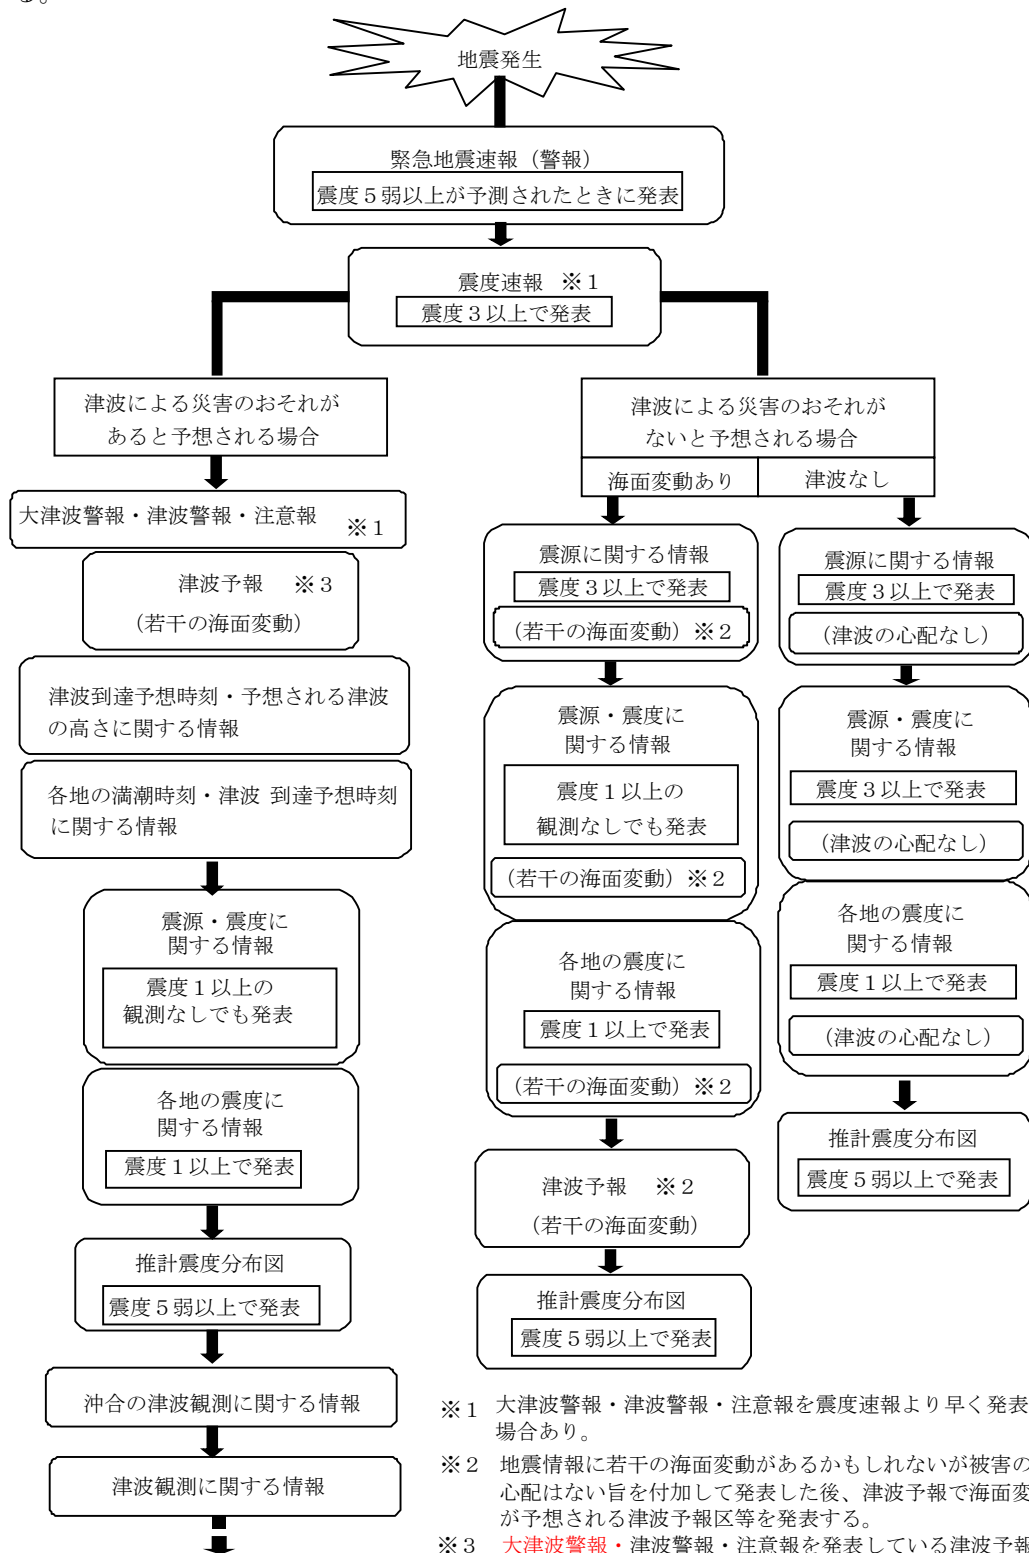 る。
地震発生
緊急地震速報（警報）
震度５弱以上が予測されたときに発表
震度速報　※１
震度３以上で発表
津波による災害のおそれが
あると予想される場合
大津波警報・津波警報・注意報　※１
津波予報　※３
（若干の海面変動）
津波到達予想時刻・予想される津波
の高さに関する情報
各地の満潮時刻・津波 到達予想時刻
に関する情報
震源・震度に
関する情報
震度１以上の
観測なしでも発表
各地の震度に
関する情報
震度１以上で発表
推計震度分布図
震度５弱以上で発表
沖合の津波観測に関する情報
津波観測に関する情報
津波による災害のおそれが
ないと予想される場合
海面変動あり
震源に関する情報
震度３以上で発表
（若干の海面変動）※２
震源・震度に
関する情報
震度１以上の
観測なしでも発表
（若干の海面変動）※２
各地の震度に
関する情報
震度１以上で発表
（若干の海面変動）※２
津波予報　※２
（若干の海面変動）
推計震度分布図
震度５弱以上で発表
津波なし
震源に関する情報
震度３以上で発表
（津波の心配なし）
震源・震度に
関する情報
震度３以上で発表
（津波の心配なし）
各地の震度に
関する情報
震度１以上で発表
（津波の心配なし）
推計震度分布図
震度５弱以上で発表
※１　大津波警報・津波警報・注意報を震度速報より早く発表
場合あり。
※２　地震情報に若干の海面変動があるかもしれないが被害の
心配はない旨を付加して発表した後、津波予報で海面変
が予想される津波予報区等を発表する。
※３　大津波警報・津波警報・注意報を発表している津波予報